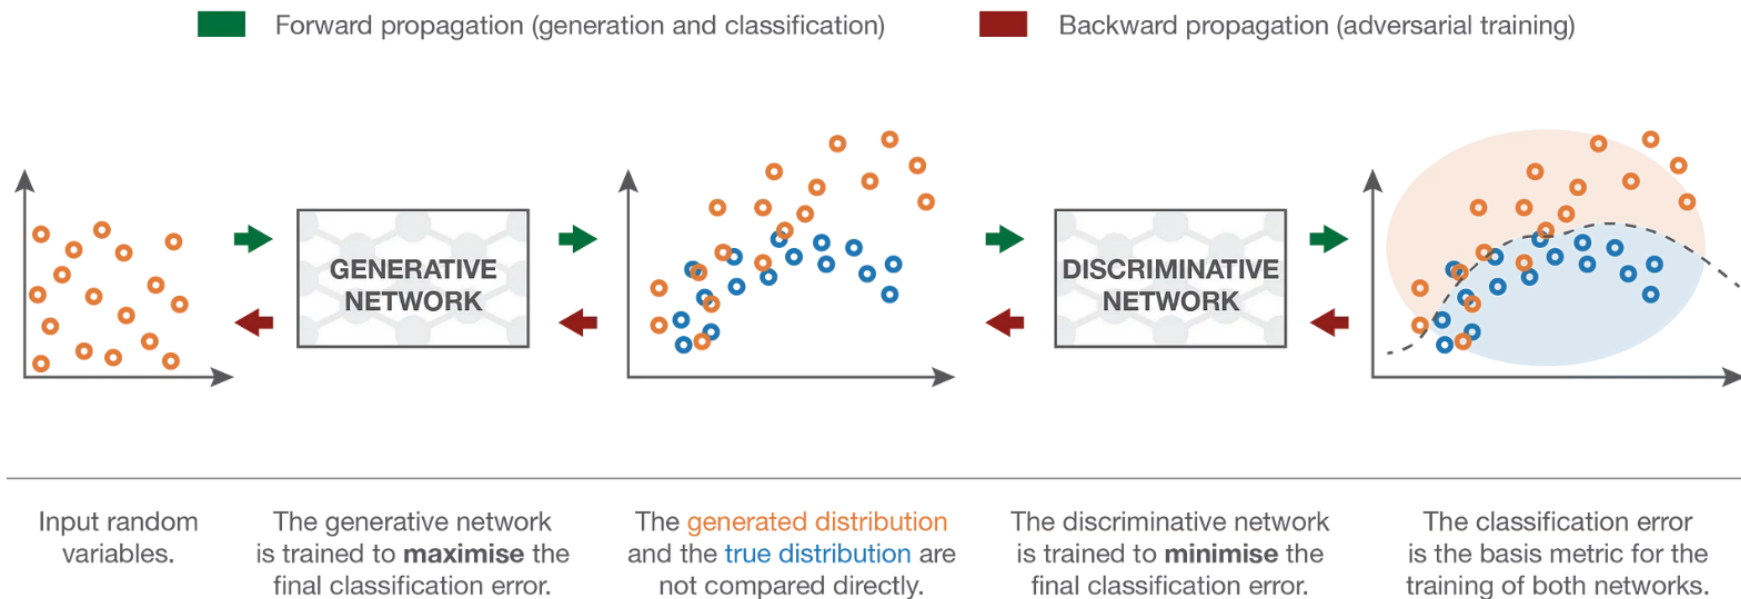 Forward propagation (generation and classification)
Backward propagation (adversarial training)
GENERATIVE
NETWORK
DISCRIMINATIVE
NETWORK
Input random
variables.
The generative network
is trained to maximise the
final classification error.
The generated distribution
and the true distribution are
not compared directly.
The discriminative network
is trained to minimise the
final classification error.
The classification error
is the basis metric for the
training of both networks.